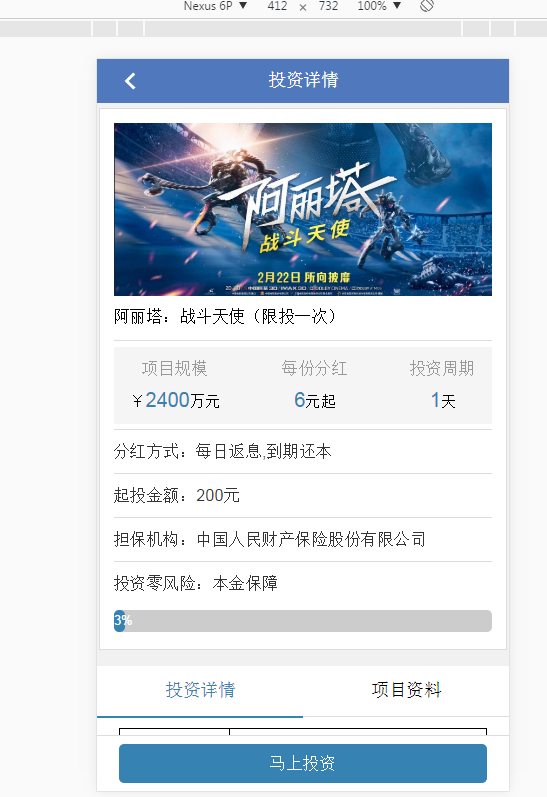 Nexus 6P ▼ 412 × 732 100% ▼
投资详情
阿丽塔
战斗天使
2月22日 所向披靡
阿丽塔：战斗天使（限投一次）
项目规模 每份分红 投资周期
￥2400万元 6元起 1天
分红方式：每日返息,到期还本
起投金额：200元
担保机构：中国人民财产保险股份有限公司
投资零风险：本金保障
3%
投资详情 项目资料
马上投资